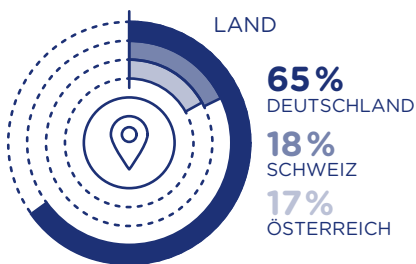 LAND
65 %
DEUTSCHLAND
18 %
SCHWEIZ
17 %
ÖSTERREICH